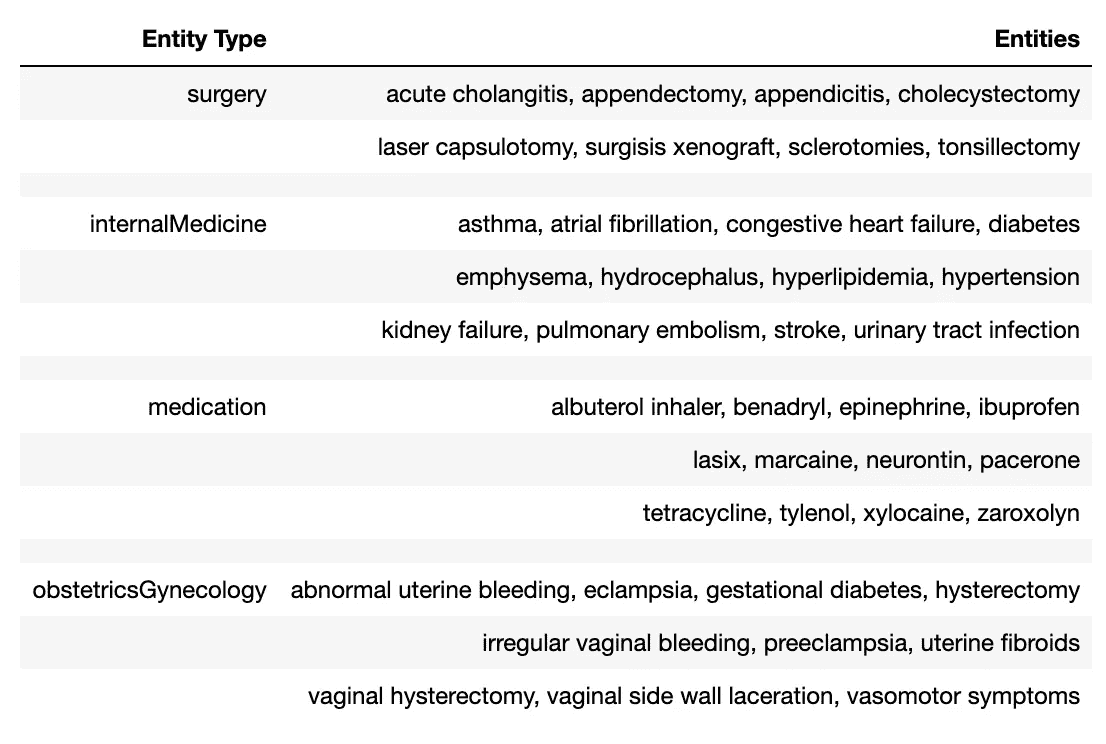 Entity Type Entities
surgery acute cholangitis, appendectomy, appendicitis, cholecystectomy
laser capsulotomy, surgisis xenograft, sclerotomies, tonsillectomy
internalMedicine asthma, atrial fibrillation, congestive heart failure, diabetes
emphysema, hydrocephalus, hyperlipidemia, hypertension
kidney failure, pulmonary embolism, stroke, urinary tract infection
medication albuterol inhaler, benadryl, epinephrine, ibuprofen
lasix, marcaine, neurontin, pacerone
tetracycline, tylenol, xylocaine, zaroxolyn
obstetricsGynecology abnormal uterine bleeding, eclampsia, gestational diabetes, hysterectomy
irregular vaginal bleeding, preeclampsia, uterine fibroids
vaginal hysterectomy, vaginal side wall laceration, vasomotor symptoms